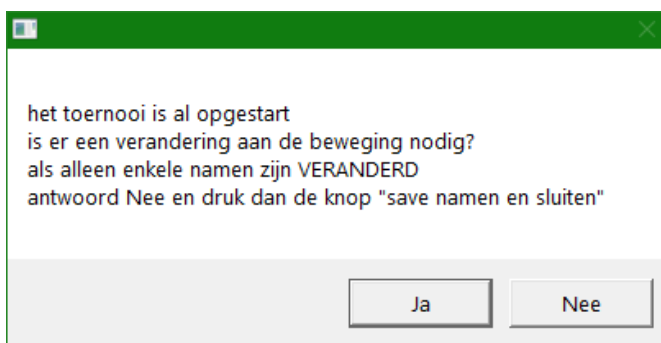 het toernooi is al opgestart
is er een verandering aan de beweging nodig?
als alleen enkele namen zijn VERANDERD
antwoord Nee en druk dan de knop "save namen en sluiten"
Ja
Nee